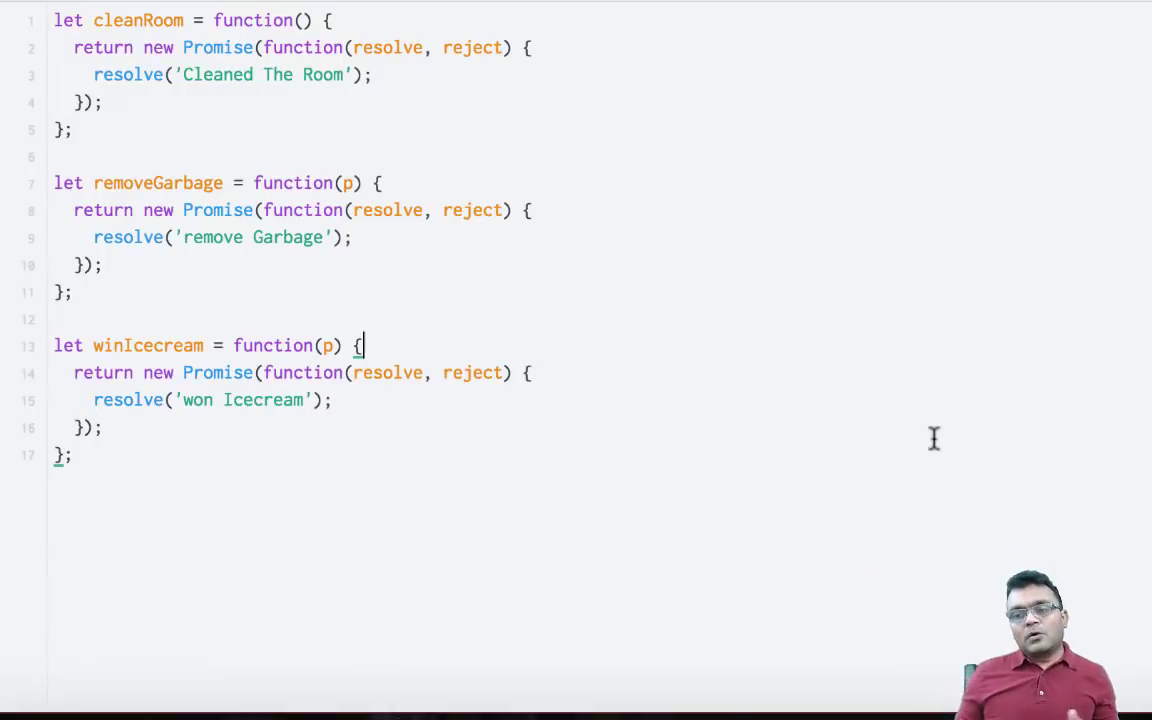 1 let cleanRoom = function() {
2 return new Promise(function(resolve, reject) {
3 resolve('Cleaned The Room');
4 });
5 };
6
7 let removeGarbage = function(p) {
8 return new Promise(function(resolve, reject) {
9 resolve('remove Garbage');
10 });
11 };
12
13 let winIcecream = function(p) {
14 return new Promise(function(resolve, reject) {
15 resolve('won Icecream');
16 });
17 };